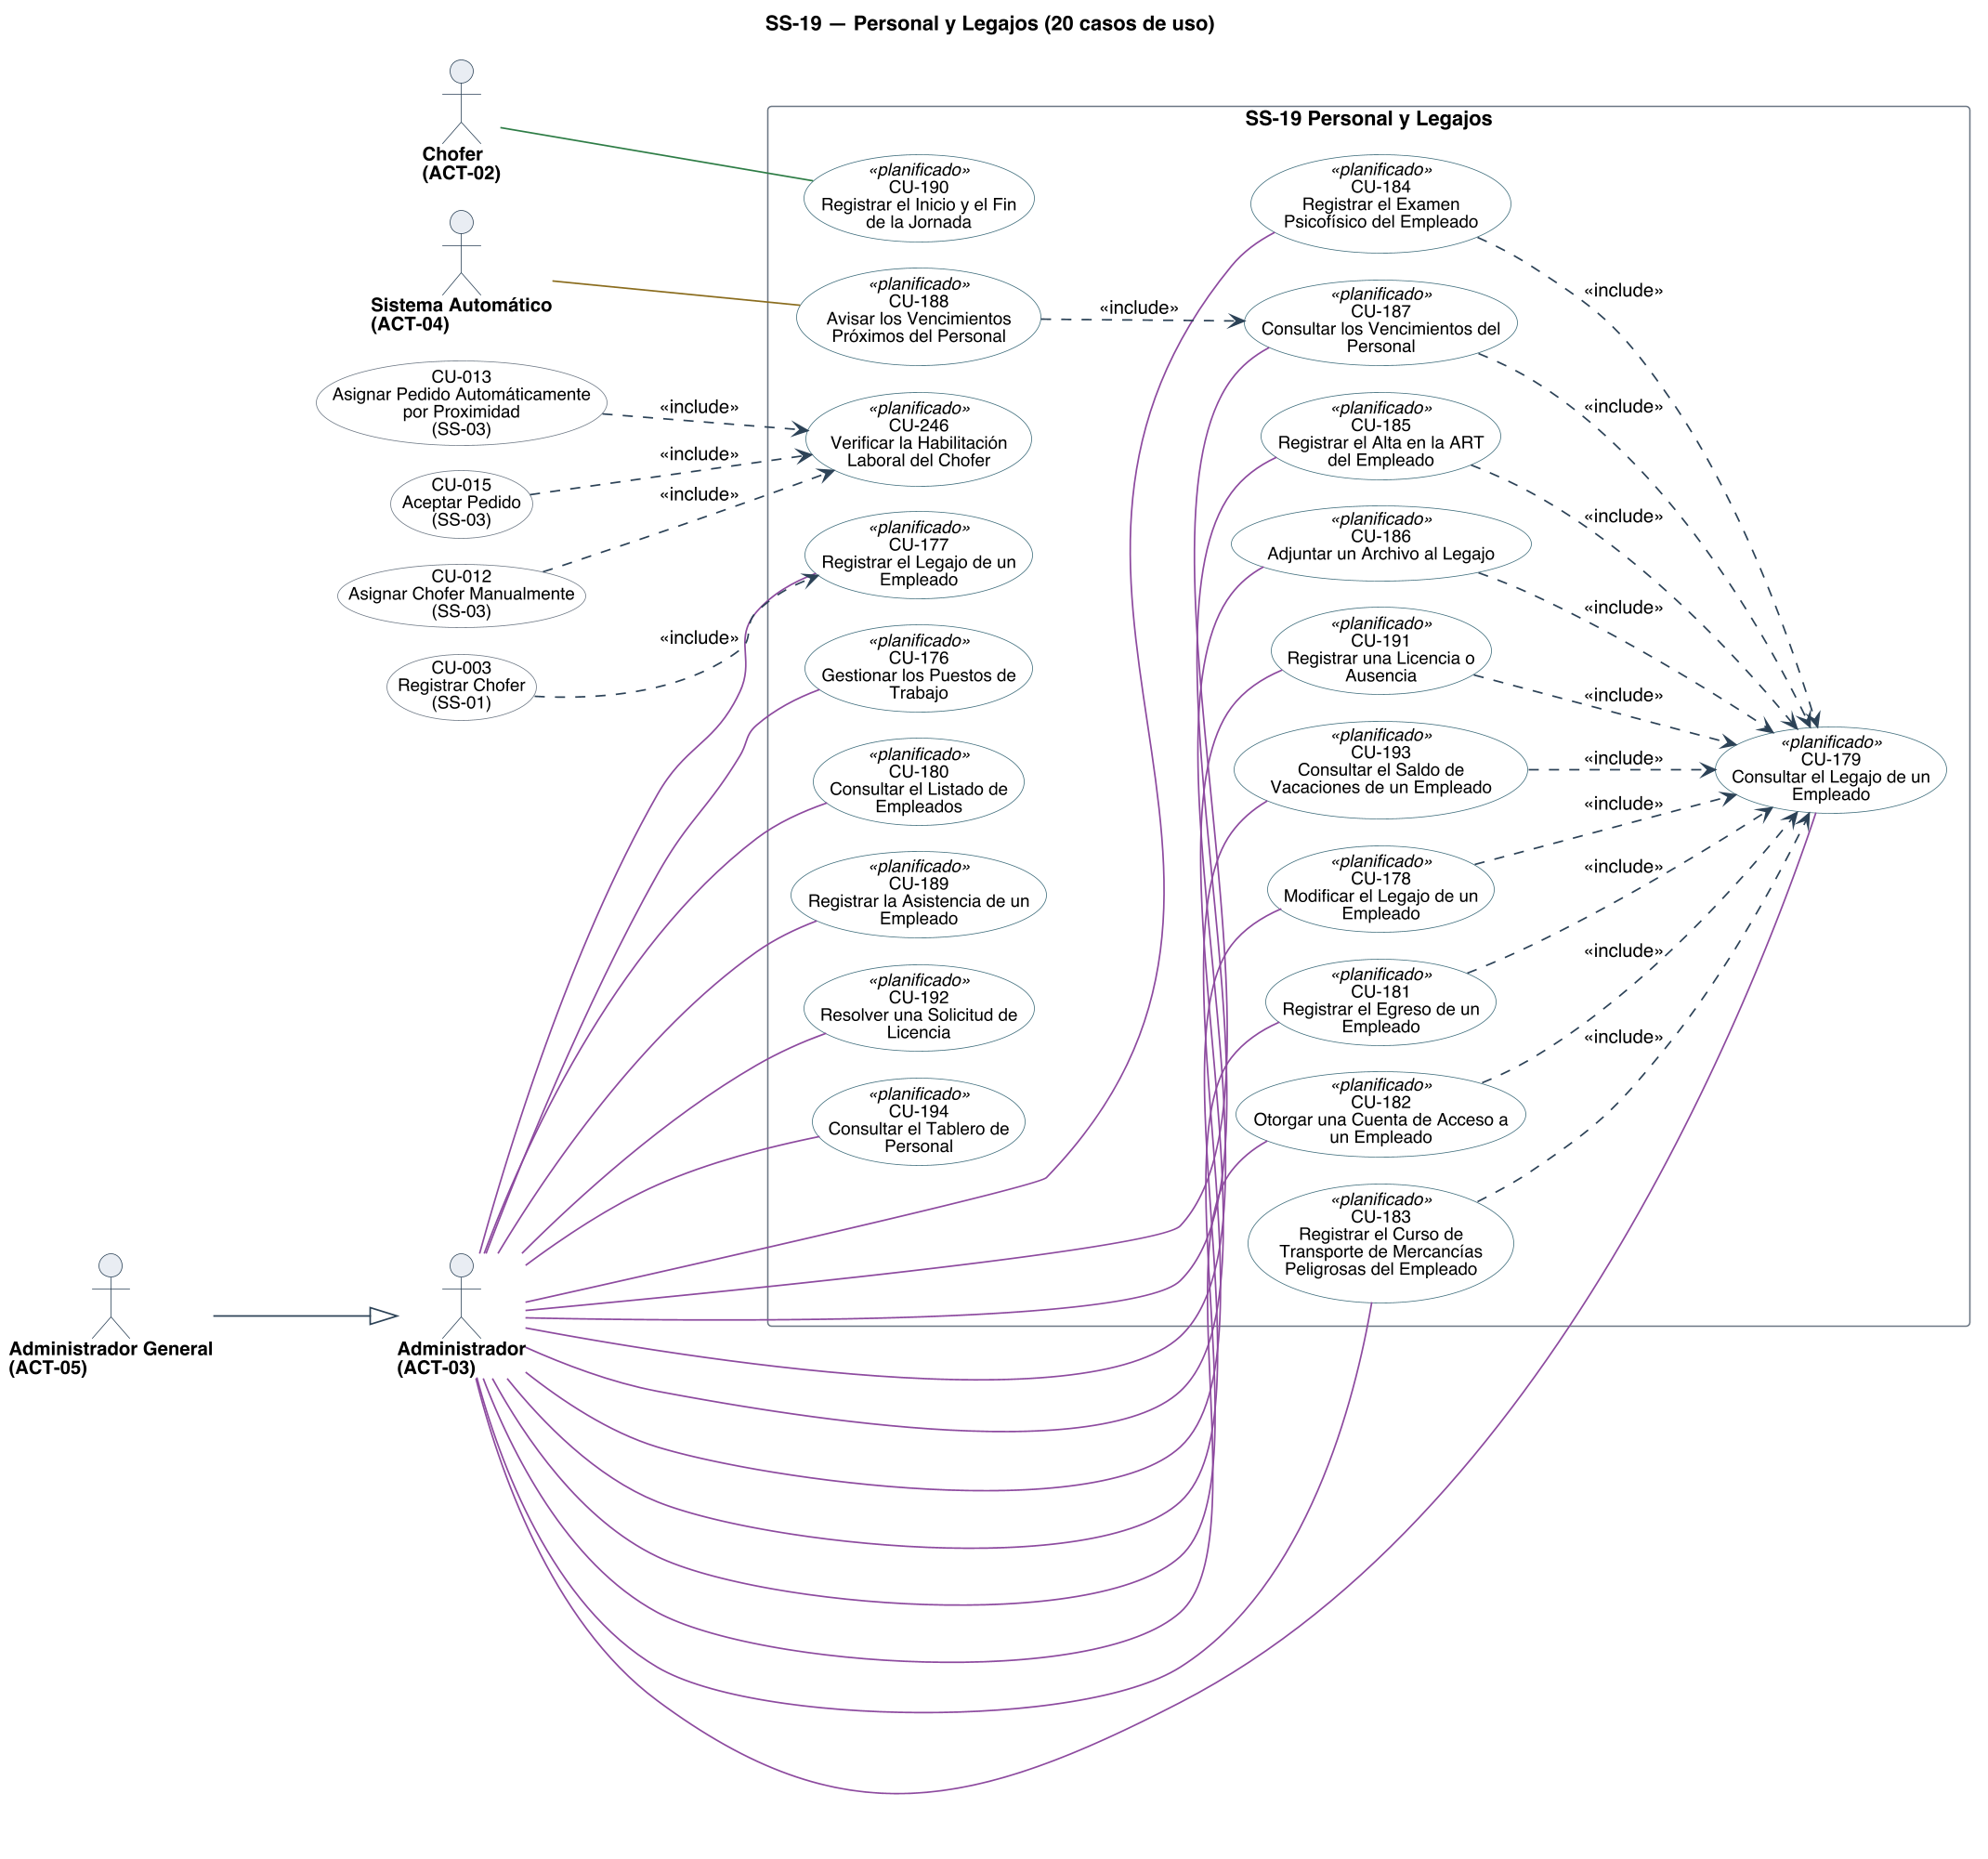 SS-19 — Personal y Legajos (20 casos de uso)
Chofer
(ACT-02)
Sistema Automático
(ACT-04)
CU-013
Asignar Pedido Automáticamente
por Proximidad
(SS-03)
CU-015
Aceptar Pedido
(SS-03)
CU-012
Asignar Chofer Manualmente
(SS-03)
CU-003
Registrar Chofer
(SS-01)
Administrador General
(ACT-05)
Administrador
(ACT-03)
«include»
«include»
«include»
«include»
SS-19 Personal y Legajos
«planificado»
CU-190
Registrar el Inicio y el Fin
de la Jornada
«planificado»
CU-188
Avisar los Vencimientos
Próximos del Personal
«include»
«planificado»
CU-246
Verificar la Habilitación
Laboral del Chofer
«planificado»
CU-177
Registrar el Legajo de un
Empleado
«planificado»
CU-176
Gestionar los Puestos de
Trabajo
«planificado»
CU-180
Consultar el Listado de
Empleados
«planificado»
CU-189
Registrar la Asistencia de un
Empleado
«planificado»
CU-192
Resolver una Solicitud de
Licencia
«planificado»
CU-194
Consultar el Tablero de
Personal
«planificado»
CU-184
Registrar el Examen
Psicofísico del Empleado
«planificado»
CU-187
Consultar los Vencimientos del
Personal
«planificado»
CU-185
Registrar el Alta en la ART
del Empleado
«planificado»
CU-186
Adjuntar un Archivo al Legajo
«planificado»
CU-191
Registrar una Licencia o
Ausencia
«planificado»
CU-193
Consultar el Saldo de
Vacaciones de un Empleado
«planificado»
CU-178
Modificar el Legajo de un
Empleado
«planificado»
CU-181
Registrar el Egreso de un
Empleado
«planificado»
CU-182
Otorgar una Cuenta de Acceso a
un Empleado
«planificado»
CU-183
Registrar el Curso de
Transporte de Mercancías
Peligrosas del Empleado
«include»
«include»
«include»
«include»
«include»
«include»
«include»
«include»
«include»
«include»
«planificado»
CU-179
Consultar el Legajo de un
Empleado